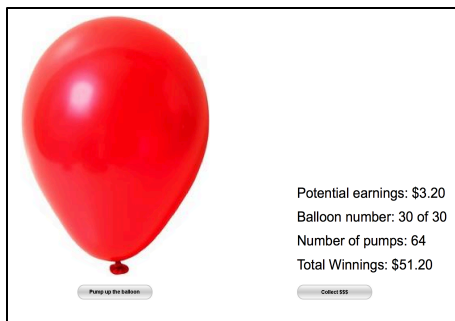 Potential earnings: $3.20
Balloon number: 30 of 30
Number of pumps: 64
Total Winnings: $51.20
Pump up the balloon
Collect $$$